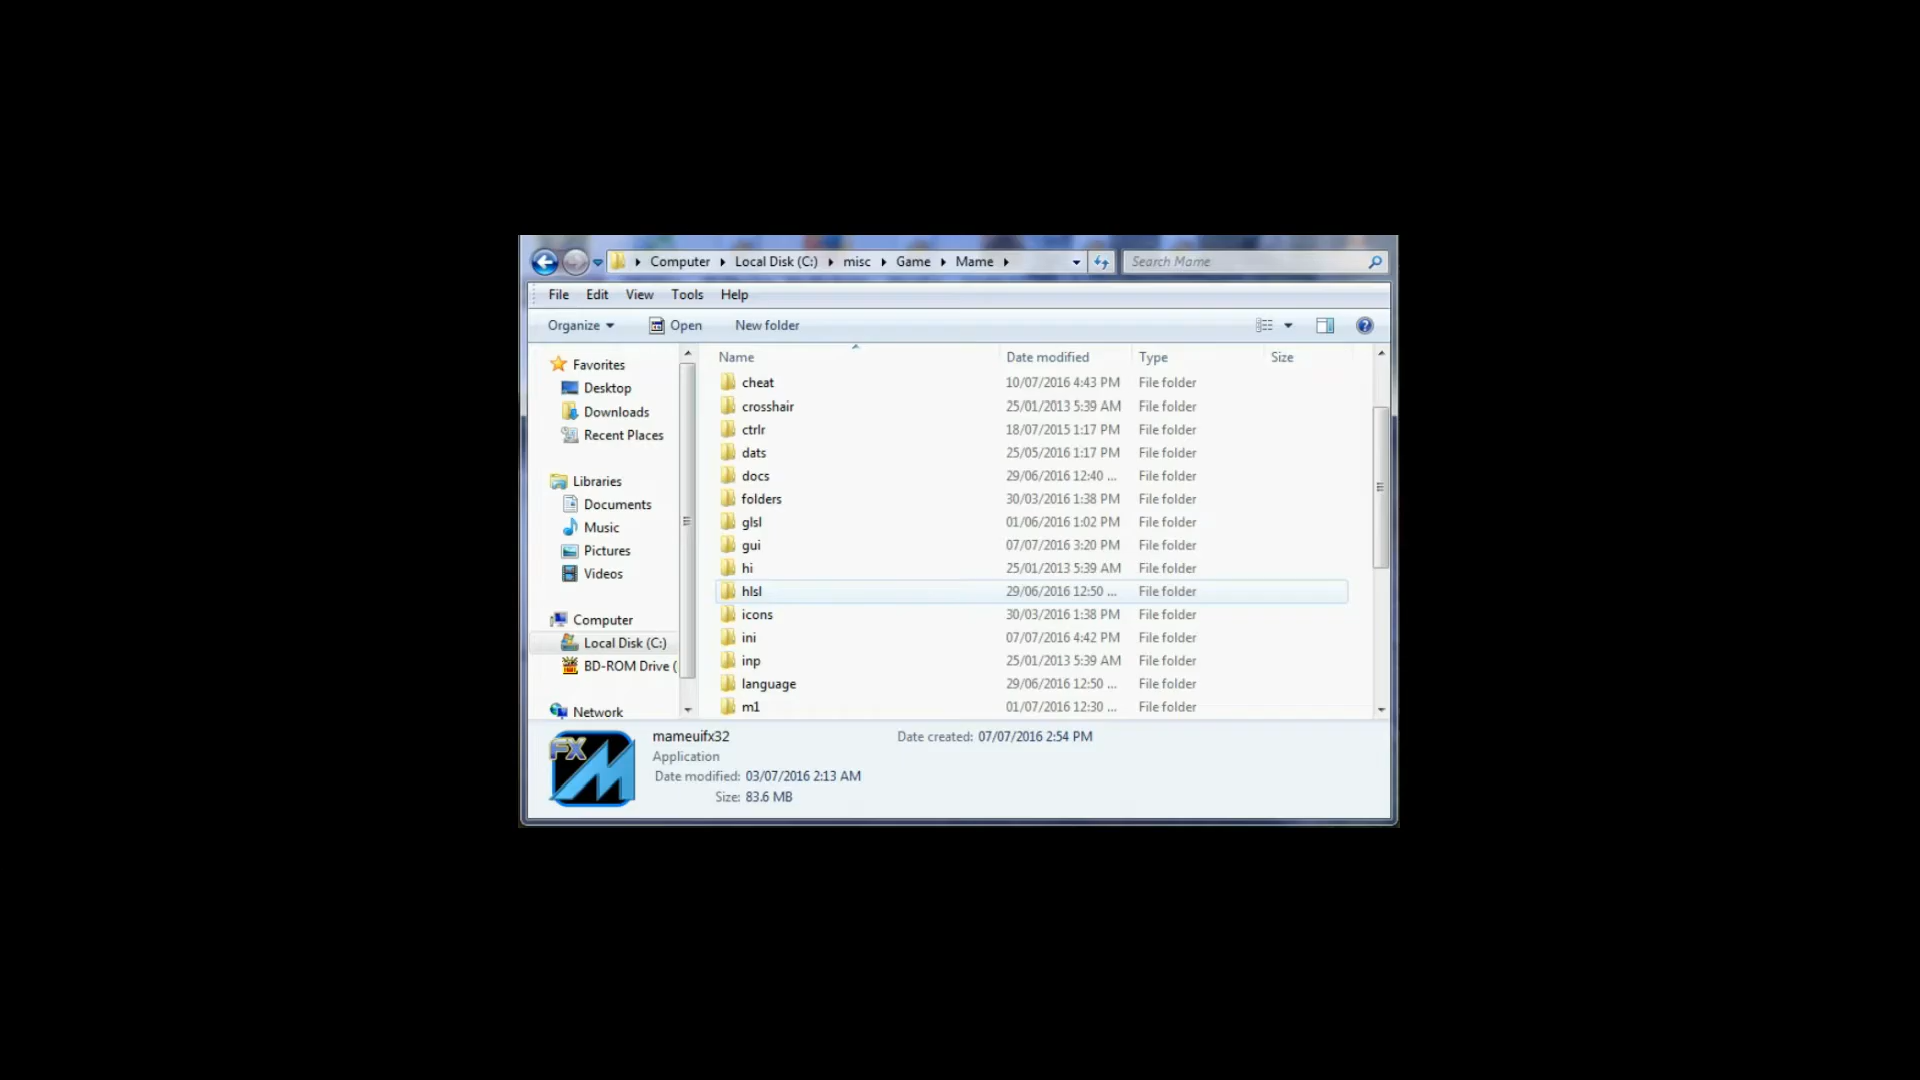 Computer Local Disk (C:) misc Game Mame Search Mame
File Edit View Tools Help
Organize Open New folder
Name Date modified Type Size
Favorites
Desktop
Downloads
Recent Places
Libraries
Documents
Music
Pictures
Videos
Computer
Local Disk (C:)
BD-ROM Drive (
Network
cheat 10/07/2016 4:43 PM File folder
crosshair 25/01/2013 5:39 AM File folder
ctrlr 18/07/2015 1:17 PM File folder
dats 25/05/2016 1:17 PM File folder
docs 29/06/2016 12:40 ... File folder
folders 30/03/2016 1:38 PM File folder
glsl 01/06/2016 1:02 PM File folder
gui 07/07/2016 3:20 PM File folder
hi 25/01/2013 5:39 AM File folder
hlsl 29/06/2016 12:50 ... File folder
icons 30/03/2016 1:38 PM File folder
ini 07/07/2016 4:42 PM File folder
inp 25/01/2013 5:39 AM File folder
language 29/06/2016 12:50 ... File folder
m1 01/07/2016 12:30 ... File folder
FX M
mameuifx32 Date created: 07/07/2016 2:54 PM
Application
Date modified: 03/07/2016 2:13 AM
Size: 83.6 MB